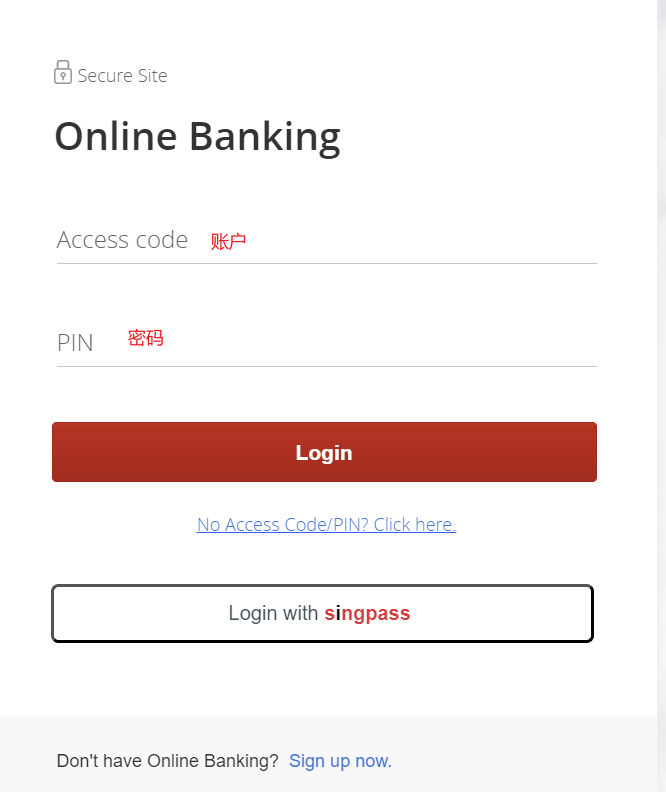 Secure Site
Online Banking
Access code 账户
PIN 密码
Login
No Access Code/PIN? Click here.
Login with singpass
Don't have Online Banking? Sign up now.